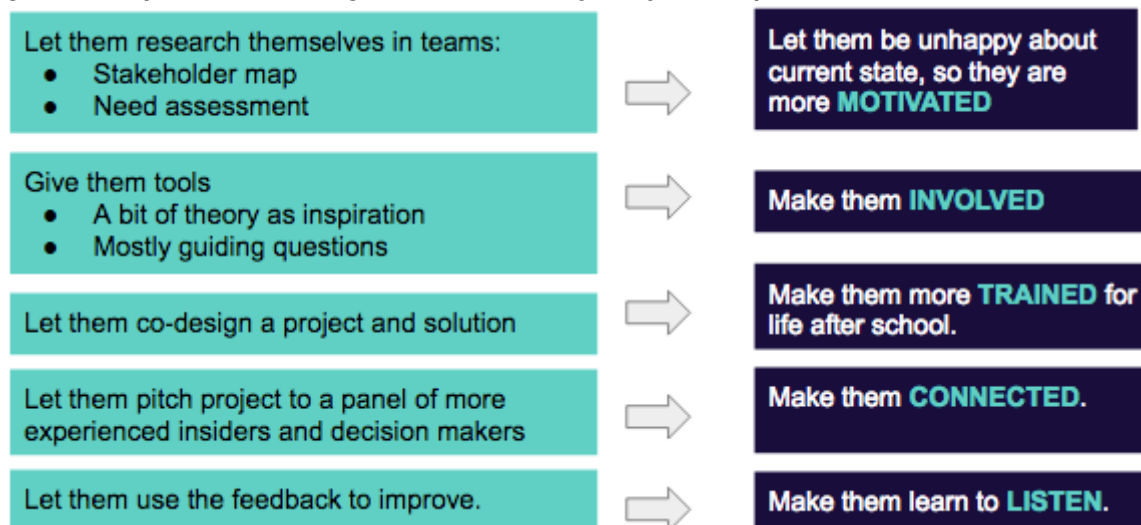 Let them research themselves in teams:
● Stakeholder map
● Need assessment
Let them be unhappy about
current state, so they are
more MOTIVATED
Give them tools
● A bit of theory as inspiration
● Mostly guiding questions
Make them INVOLVED
Let them co-design a project and solution
Make them more TRAINED for
life after school.
Let them pitch project to a panel of more
experienced insiders and decision makers
Make them CONNECTED.
Let them use the feedback to improve.
Make them learn to LISTEN.